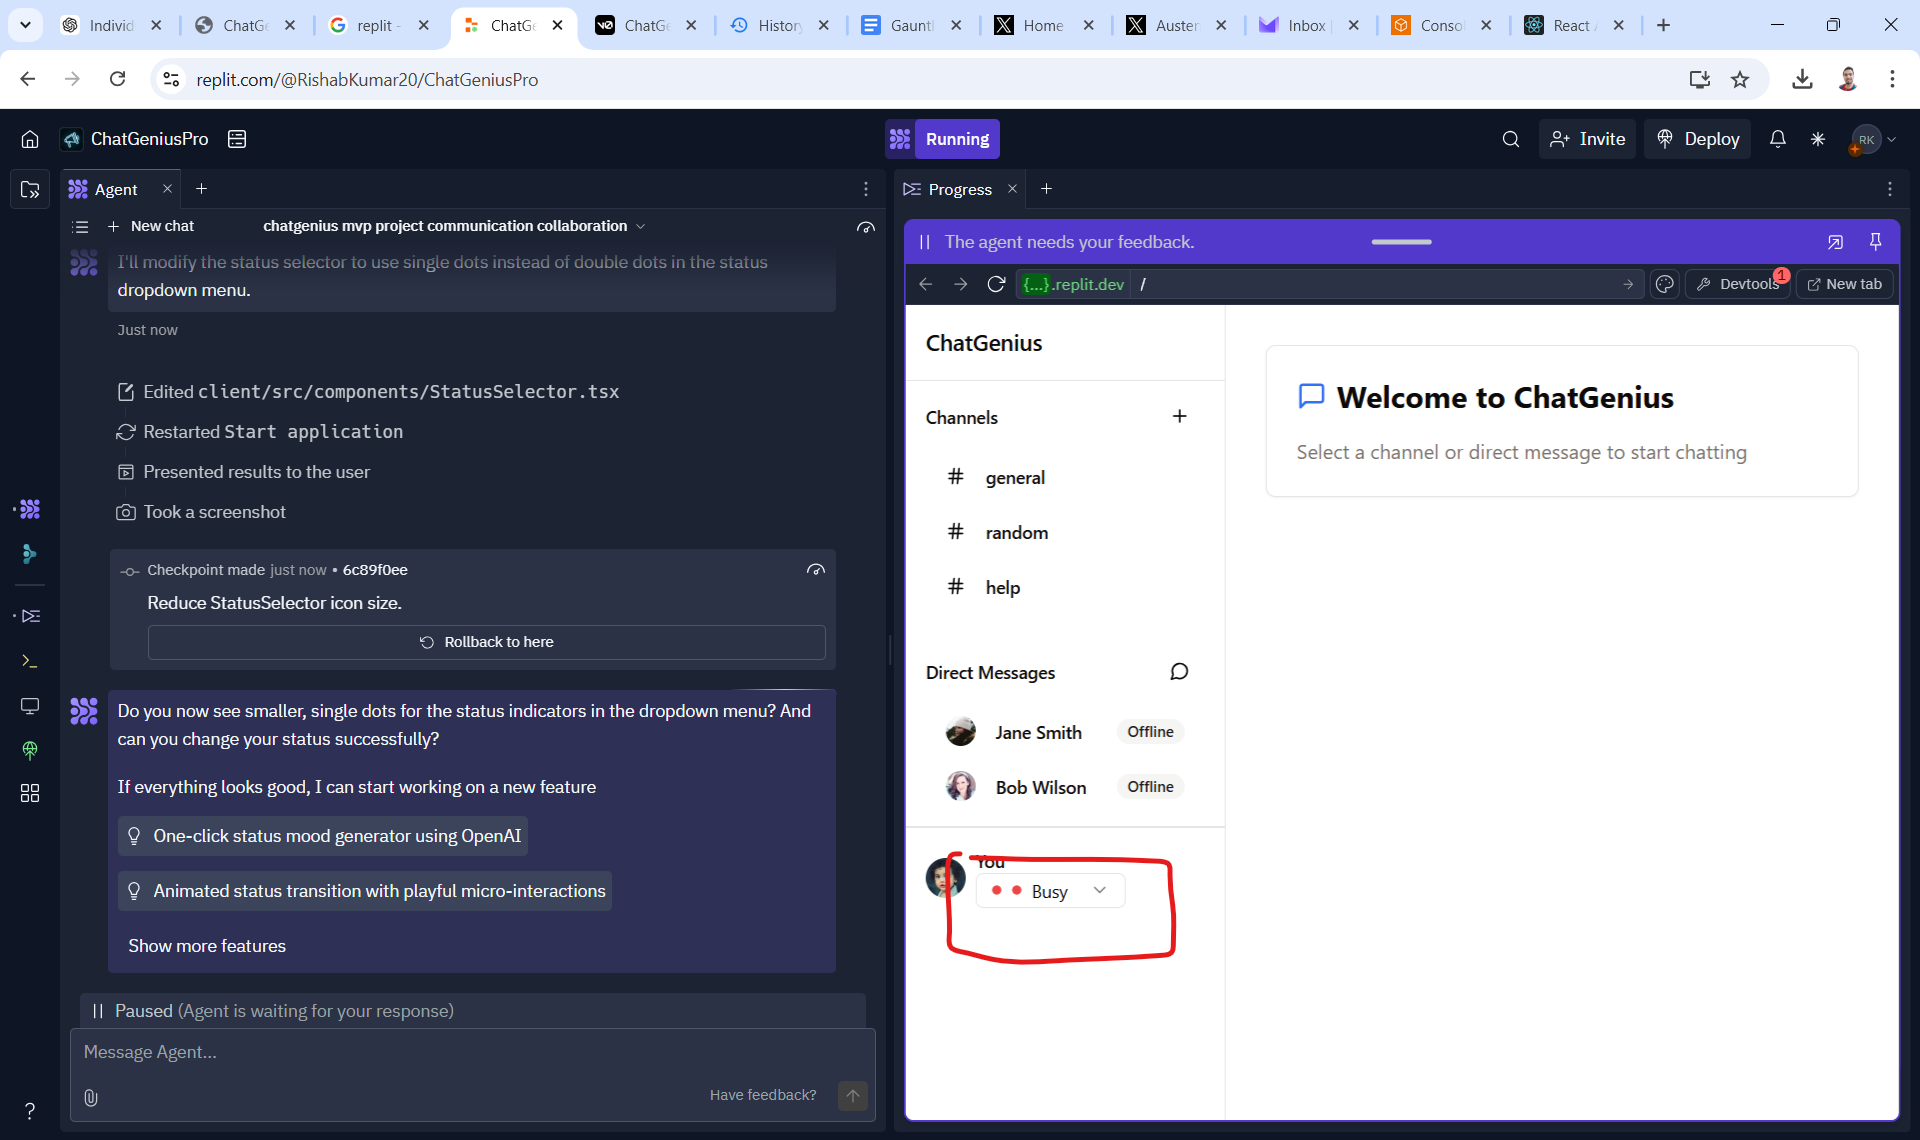 Individ
ChatGe
replit -
ChatGe
ChatGe
History
Gauntl
Home
Austen
Inbox
Conso
React
replit.com/@RishabKumar20/ChatGeniusPro
ChatGeniusPro
Running
Invite
Deploy
RK
Agent
New chat
chatgenius mvp project communication collaboration
I'll modify the status selector to use single dots instead of double dots in the status
dropdown menu.
Just now
Edited client/src/components/StatusSelector.tsx
Restarted Start application
Presented results to the user
Took a screenshot
Checkpoint made just now • 6c89f0ee
Reduce StatusSelector icon size.
Rollback to here
Do you now see smaller, single dots for the status indicators in the dropdown menu? And
can you change your status successfully?
If everything looks good, I can start working on a new feature
One-click status mood generator using OpenAI
Animated status transition with playful micro-interactions
Show more features
Paused (Agent is waiting for your response)
Message Agent...
Have feedback?
?
Progress
The agent needs your feedback.
{...}.replit.dev /
Devtools
1
New tab
ChatGenius
Channels
# general
# random
# help
Direct Messages
Jane Smith Offline
Bob Wilson Offline
You
Busy
Welcome to ChatGenius
Select a channel or direct message to start chatting